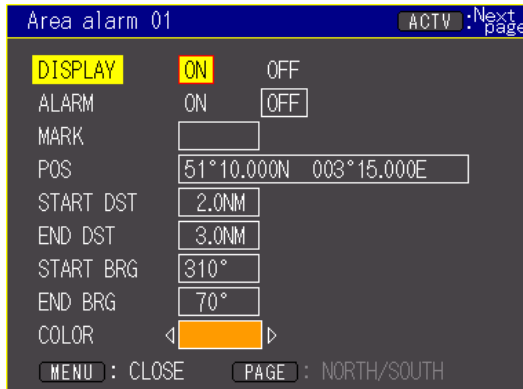 Area alarm 01 ACTV :Next page
DISPLAY ON OFF
ALARM ON OFF
MARK
POS 51°10.000N 003°15.000E
START DST 2.0NM
END DST 3.0NM
START BRG 310°
END BRG 70°
COLOR
MENU : CLOSE PAGE : NORTH/SOUTH